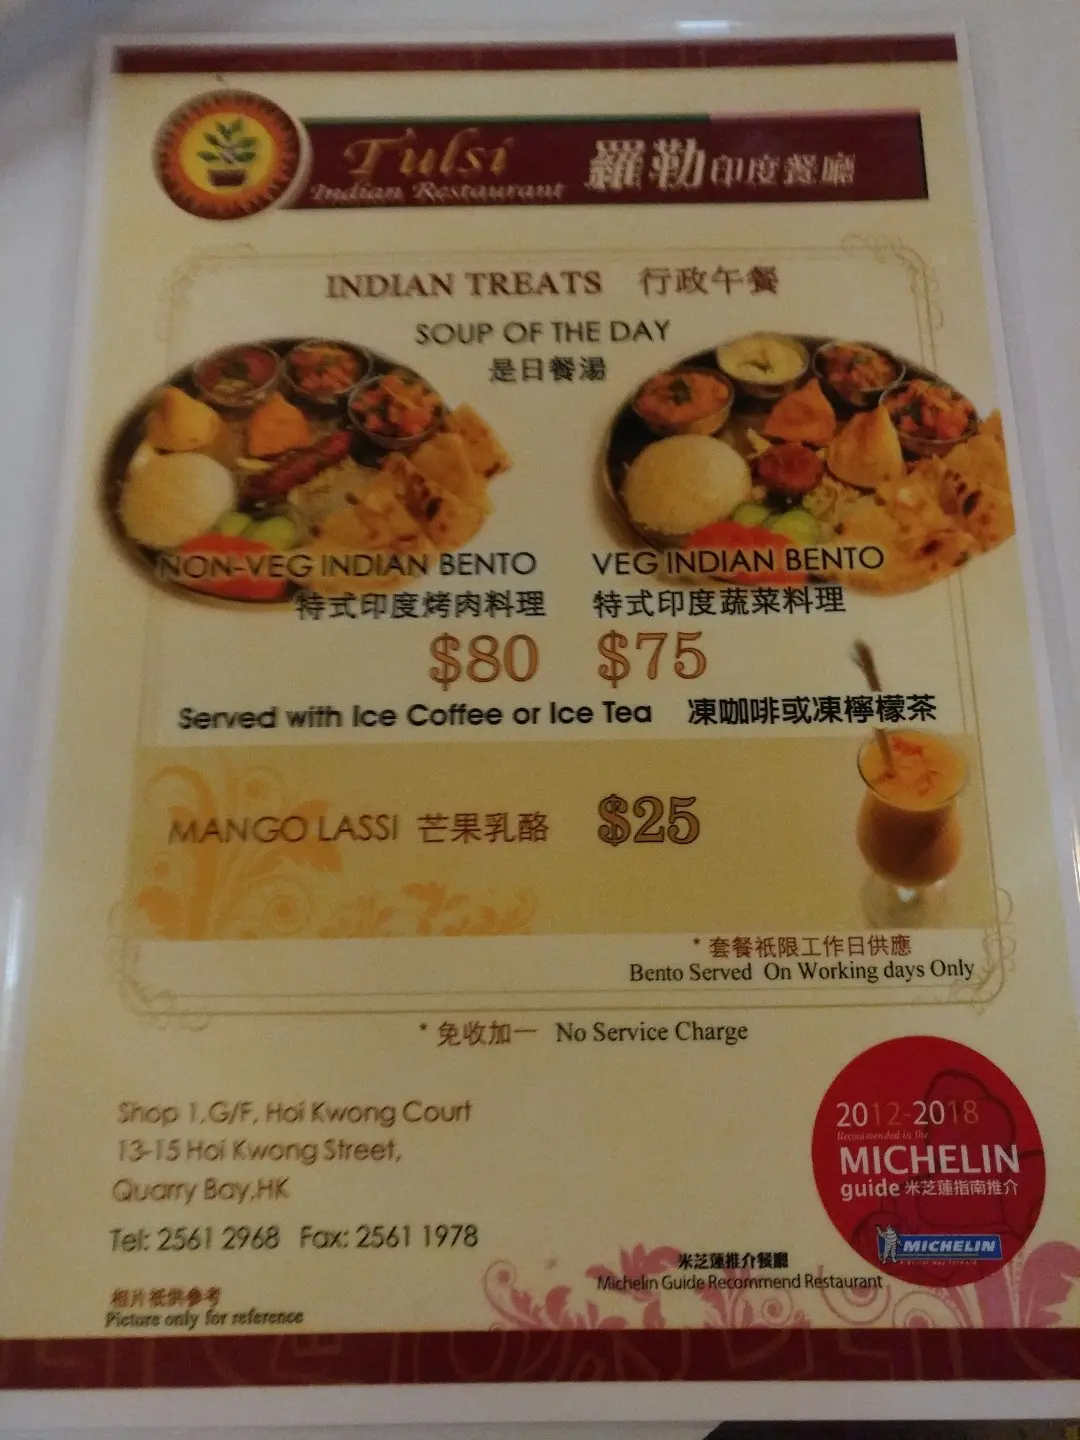 Tulsi
Indian Restaurant
羅勒印度餐廳
INDIAN TREATS 行政午餐
SOUP OF THE DAY
是日餐湯
NON-VEG INDIAN BENTO
特式印度烤肉料理
$80
VEG INDIAN BENTO
特式印度蔬菜料理
$75
Served with Ice Coffee or Ice Tea 凍咖啡或凍檸檬茶
MANGO LASSI 芒果乳酪 $25
* 套餐衹限工作日供應
Bento Served On Working days Only
* 免收加一 No Service Charge
Shop 1,G/F, Hoi Kwong Court
13-15 Hoi Kwong Street,
Quarry Bay,HK
Tel: 2561 2968 Fax: 2561 1978
相片衹供參考
Picture only for reference
2012-2018
Recommended in the
MICHELIN
guide 米芝蓮指南推介
MICHELIN
米芝蓮推介餐廳
Michelin Guide Recommend Restaurant